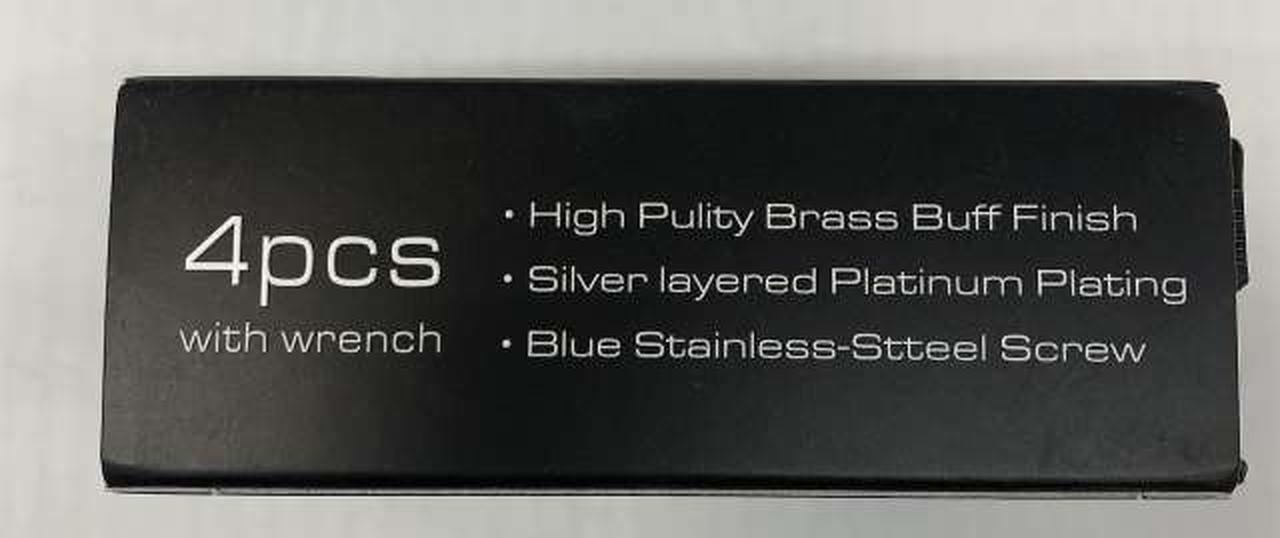 4pcs
with wrench
• High Pulity Brass Buff Finish
• Silver layered Platinum Plating
• Blue Stainless-Stteel Screw